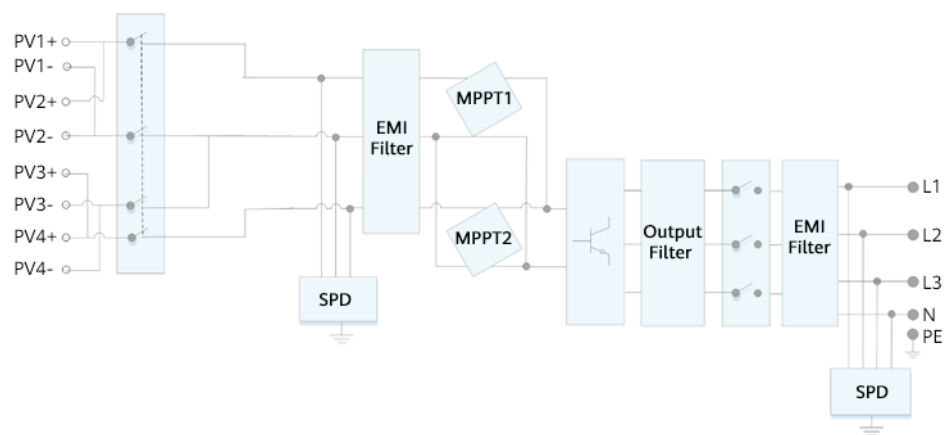 PV1+
PV1-
PV2+
PV2-
PV3+
PV3-
PV4+
PV4-
EMI
Filter
SPD
MPPT1
MPPT2
Output
Filter
EMI
Filter
L1
L2
L3
N
PE
SPD